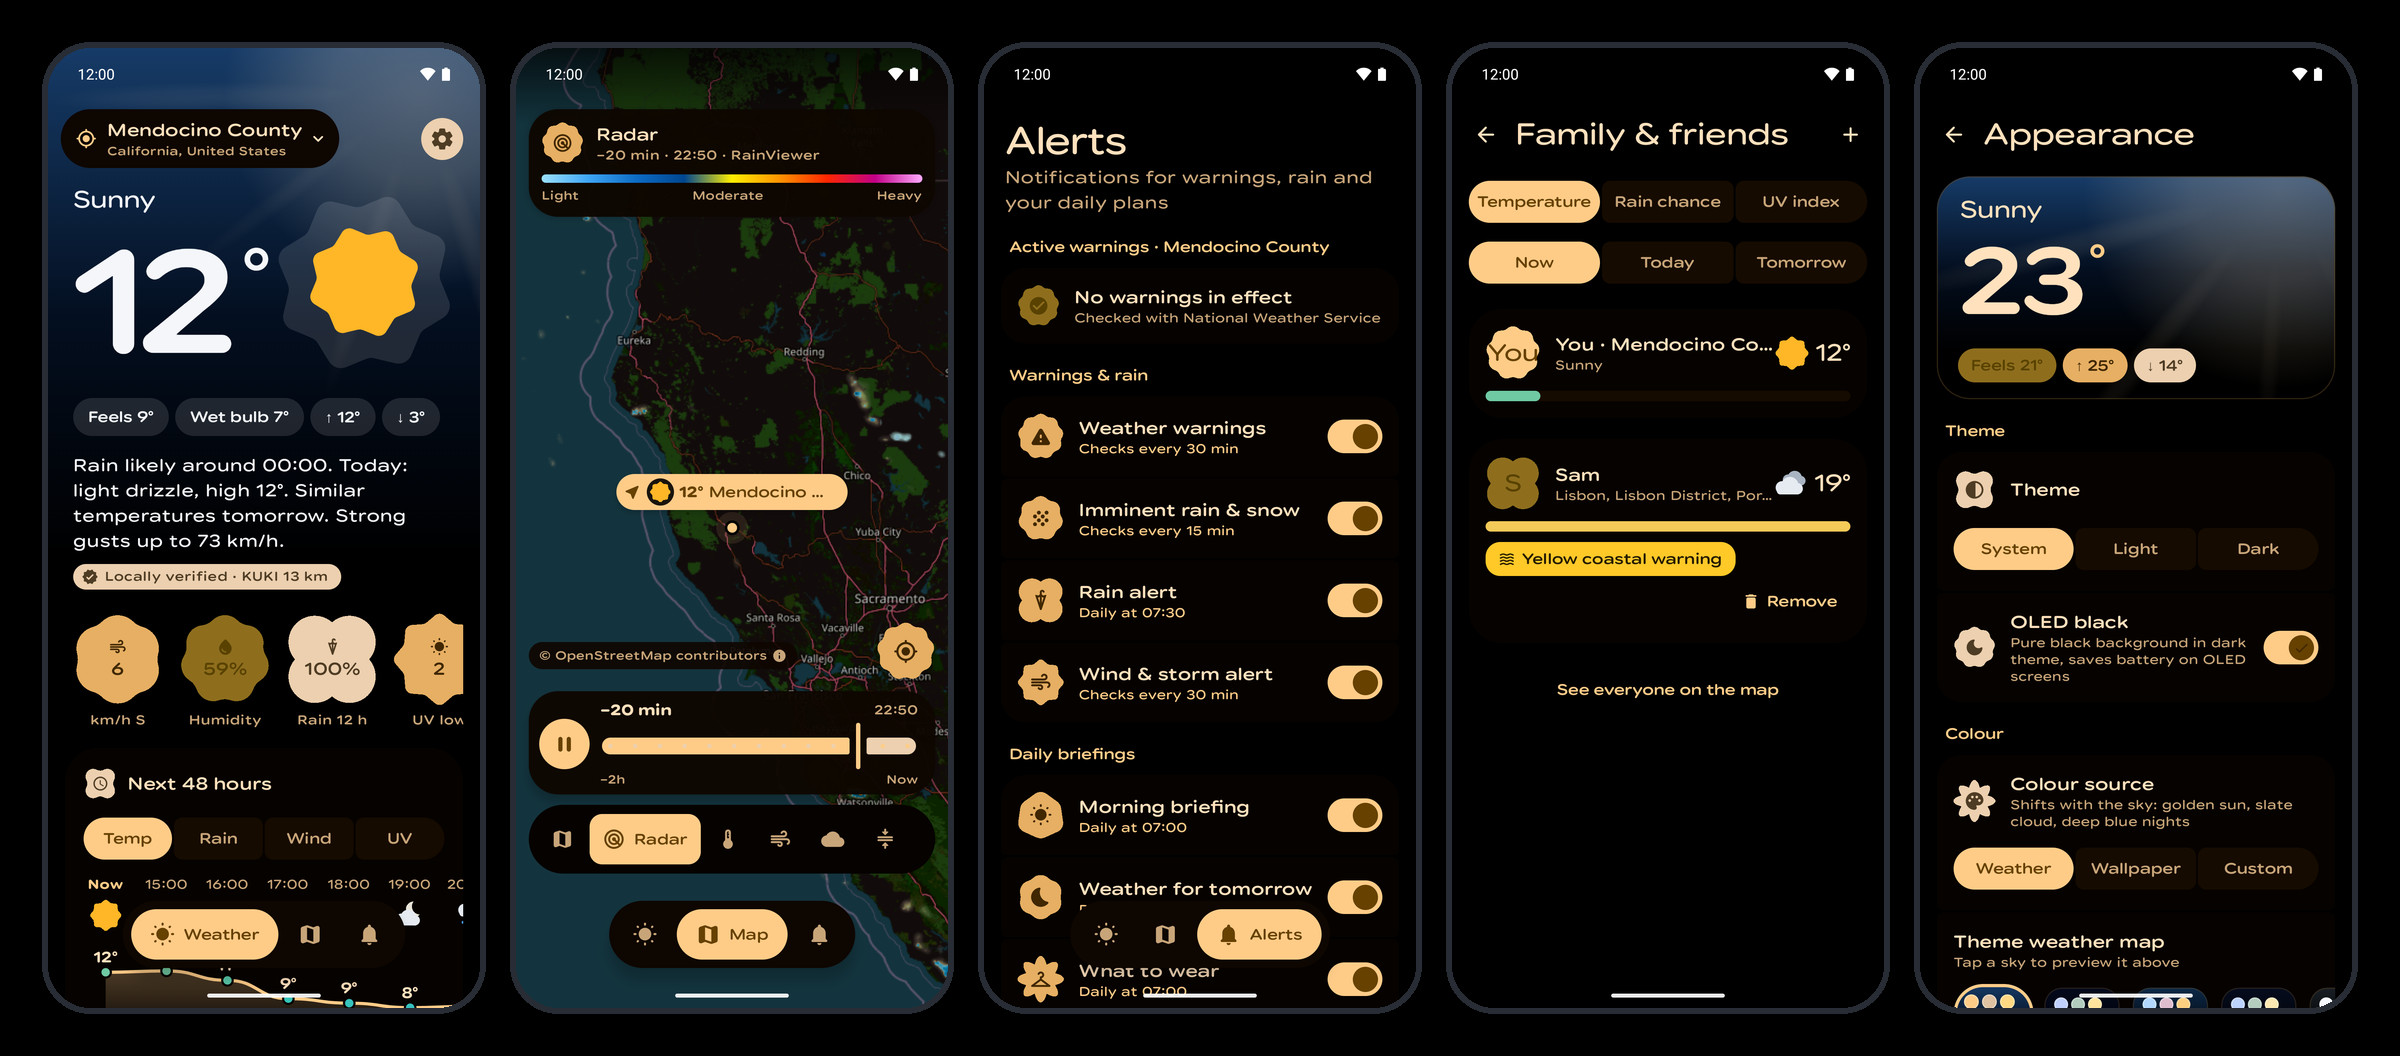 12:00
Mendocino County
California, United States
Sunny
12°
Feels 9°
Wet bulb 7°
↑ 12°
↓ 3°
Rain likely around 00:00. Today:
light drizzle, high 12°. Similar
temperatures tomorrow. Strong
gusts up to 73 km/h.
Locally verified · KUKI 13 km
6
59%
100%
2
km/h S
Humidity
Rain 12 h
UV low
Next 48 hours
Temp
Rain
Wind
UV
Now
15:00
16:00
17:00
18:00
19:00
20
Weather
12°
9°
9°
8°
12:00
Radar
−20 min · 22:50 · RainViewer
Light
Moderate
Heavy
Eureka
Redding
Chico
12° Mendocino ...
Yuba City
Sacramento
Santa Rosa
Vacaville
© OpenStreetMap contributors
Vallejo
Antioch
−20 min
22:50
−2h
Now
Watsonville
Radar
Map
12:00
Alerts
Notifications for warnings, rain and
your daily plans
Active warnings · Mendocino County
No warnings in effect
Checked with National Weather Service
Warnings & rain
Weather warnings
Checks every 30 min
Imminent rain & snow
Checks every 15 min
Rain alert
Daily at 07:30
Wind & storm alert
Checks every 30 min
Daily briefings
Morning briefing
Daily at 07:00
Weather for tomorrow
Alerts
What to wear
Daily at 07:00
12:00
Family & friends
Temperature
Rain chance
UV index
Now
Today
Tomorrow
You
You · Mendocino Co...
Sunny
12°
S
Sam
Lisbon, Lisbon District, Por...
19°
Yellow coastal warning
Remove
See everyone on the map
12:00
Appearance
Sunny
23°
Feels 21°
↑ 25°
↓ 14°
Theme
Theme
System
Light
Dark
OLED black
Pure black background in dark
theme, saves battery on OLED
screens
Colour
Colour source
Shifts with the sky: golden sun, slate
cloud, deep blue nights
Weather
Wallpaper
Custom
Theme weather map
Tap a sky to preview it above